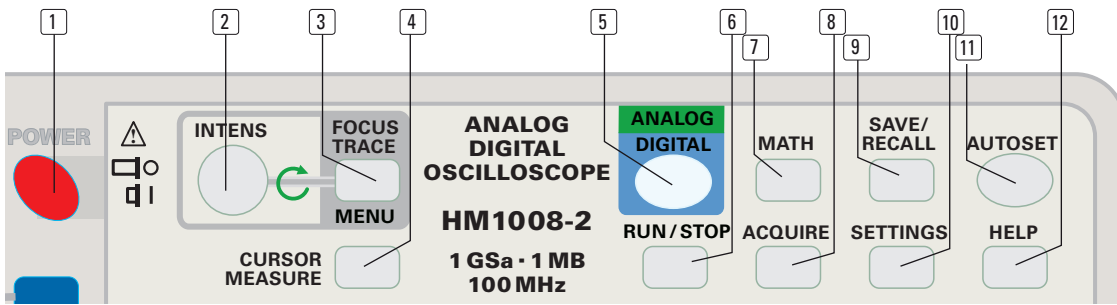 1 2 3 4 5 6 7 8 9 10 11 12
POWER
INTENS
FOCUS
TRACE
MENU
CURSOR
MEASURE
ANALOG
DIGITAL
OSCILLOSCOPE
HM1008-2
1 GSa · 1 MB
100 MHz
ANALOG
DIGITAL
RUN / STOP
MATH
ACQUIRE
SAVE/
RECALL
SETTINGS
AUTOSET
HELP